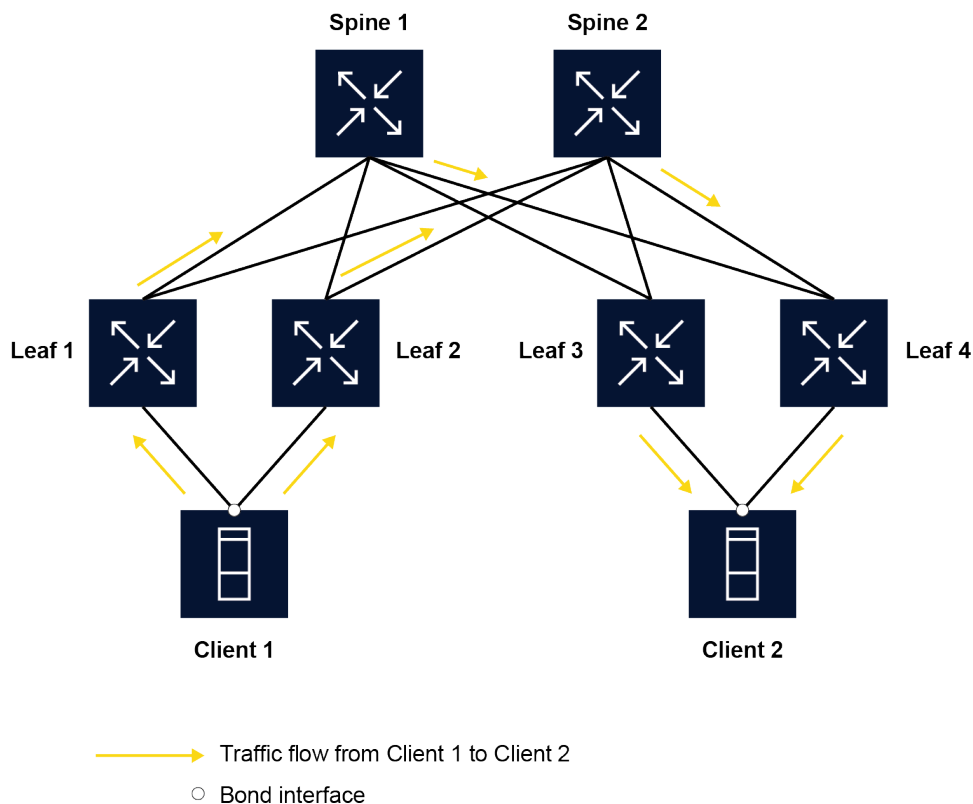 Spine 1
Spine 2
Leaf 1
Leaf 2
Leaf 3
Leaf 4
Client 1
Client 2
Traffic flow from Client 1 to Client 2
Bond interface